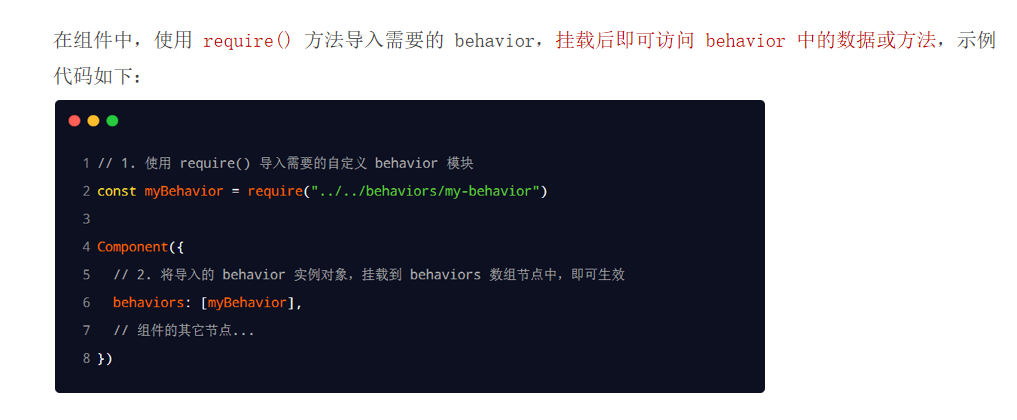 在组件中，使用 require() 方法导入需要的 behavior，挂载后即可访问 behavior 中的数据或方法，示例
代码如下：
1 // 1. 使用 require() 导入需要的自定义 behavior 模块
2 const myBehavior = require("../../behaviors/my-behavior")
3
4 Component({
5   // 2. 将导入的 behavior 实例对象，挂载到 behaviors 数组节点中，即可生效
6   behaviors: [myBehavior],
7   // 组件的其它节点...
8 })